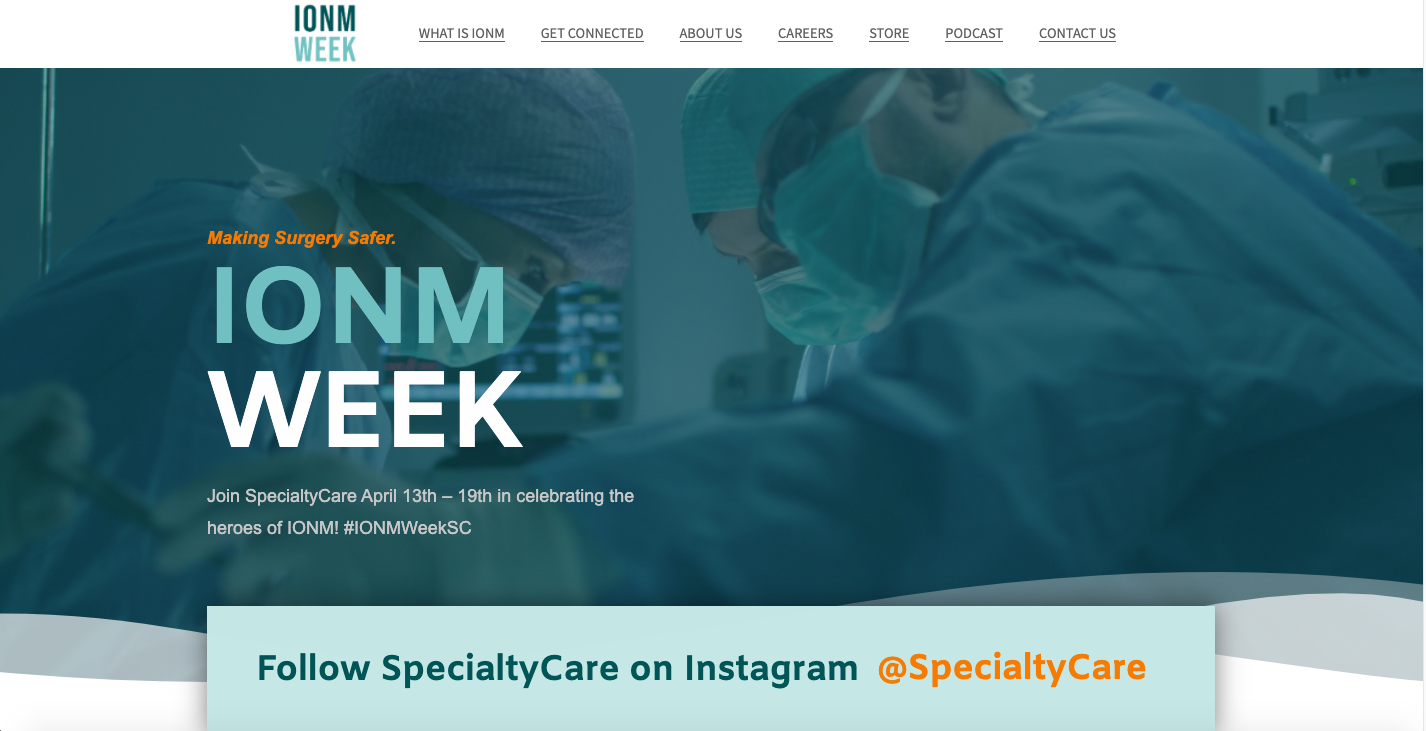 IONM
WEEK
WHAT IS IONM
GET CONNECTED
ABOUT US
CAREERS
STORE
PODCAST
CONTACT US
Making Surgery Safer.
IONM
WEEK
Join SpecialtyCare April 13th – 19th in celebrating the
heroes of IONM! #IONMWeekSC
Follow SpecialtyCare on Instagram @SpecialtyCare